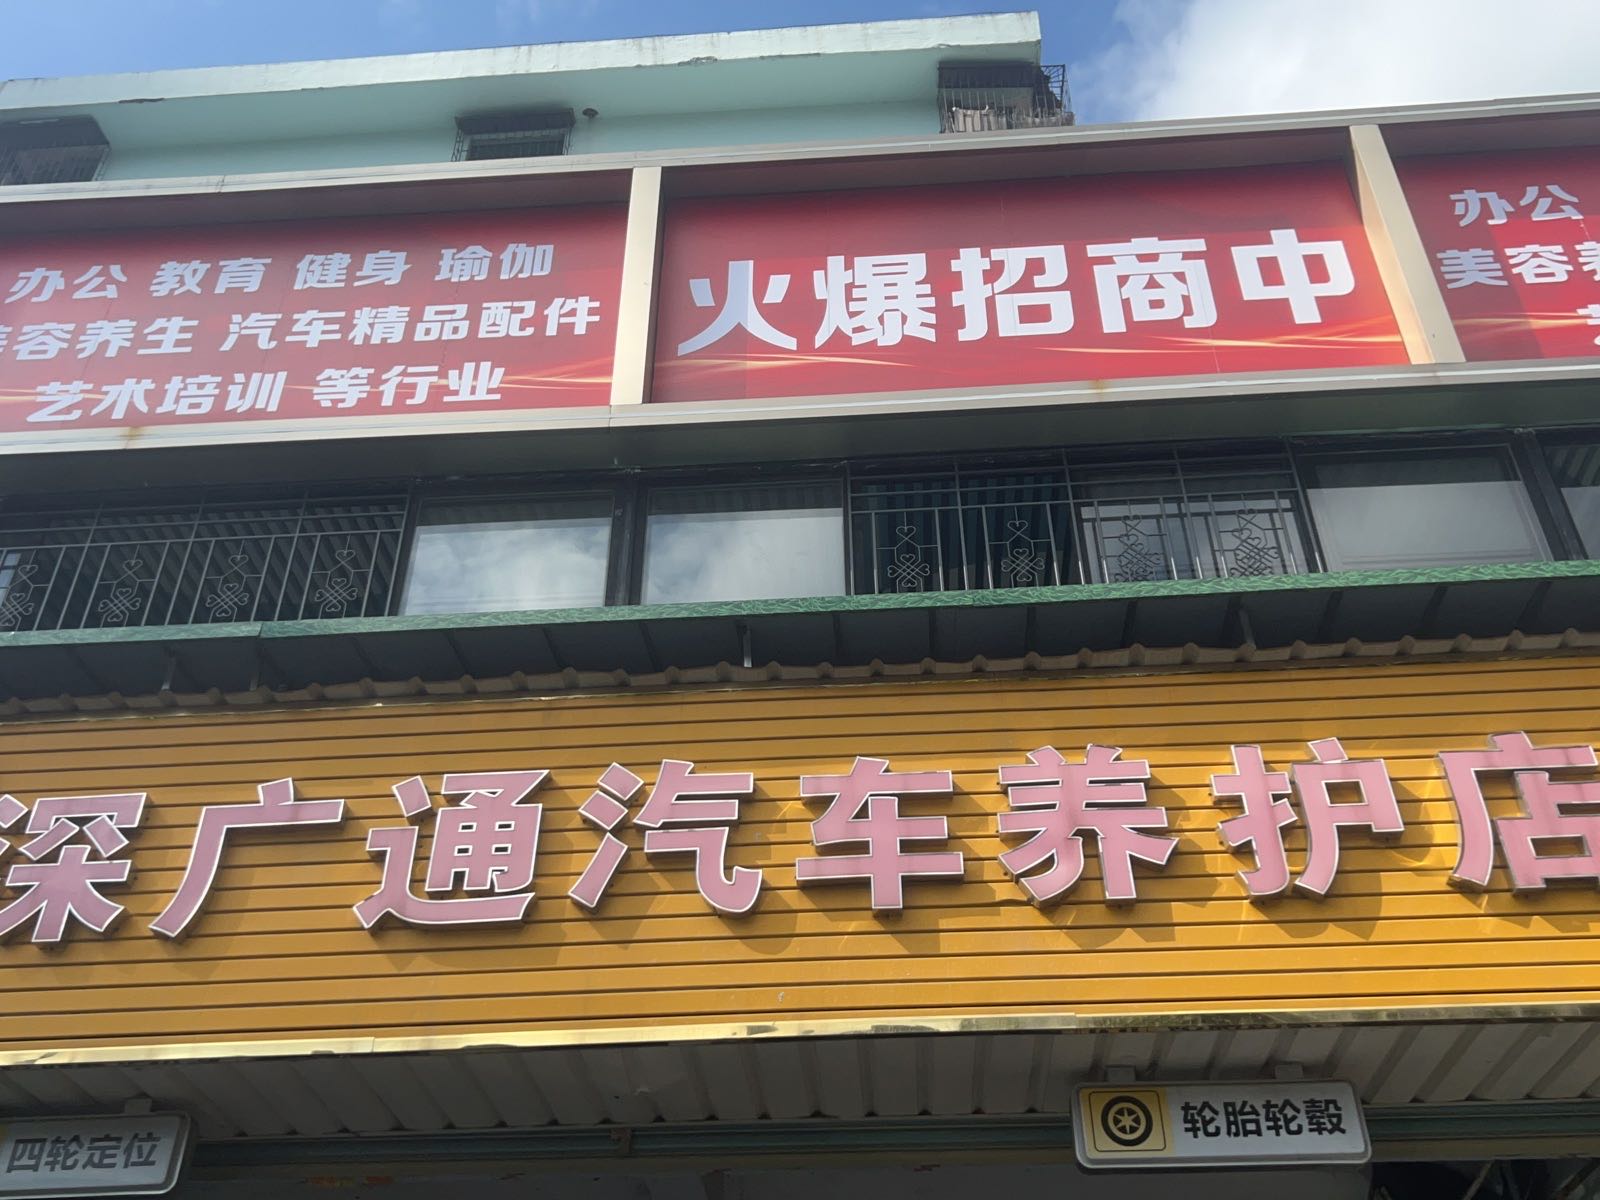 办公 教育 健身 瑜伽
美容养生 汽车精品配件
艺术培训 等行业
火爆招商中
办公
美容养
深广通汽车养护店
四轮定位
轮胎轮毂